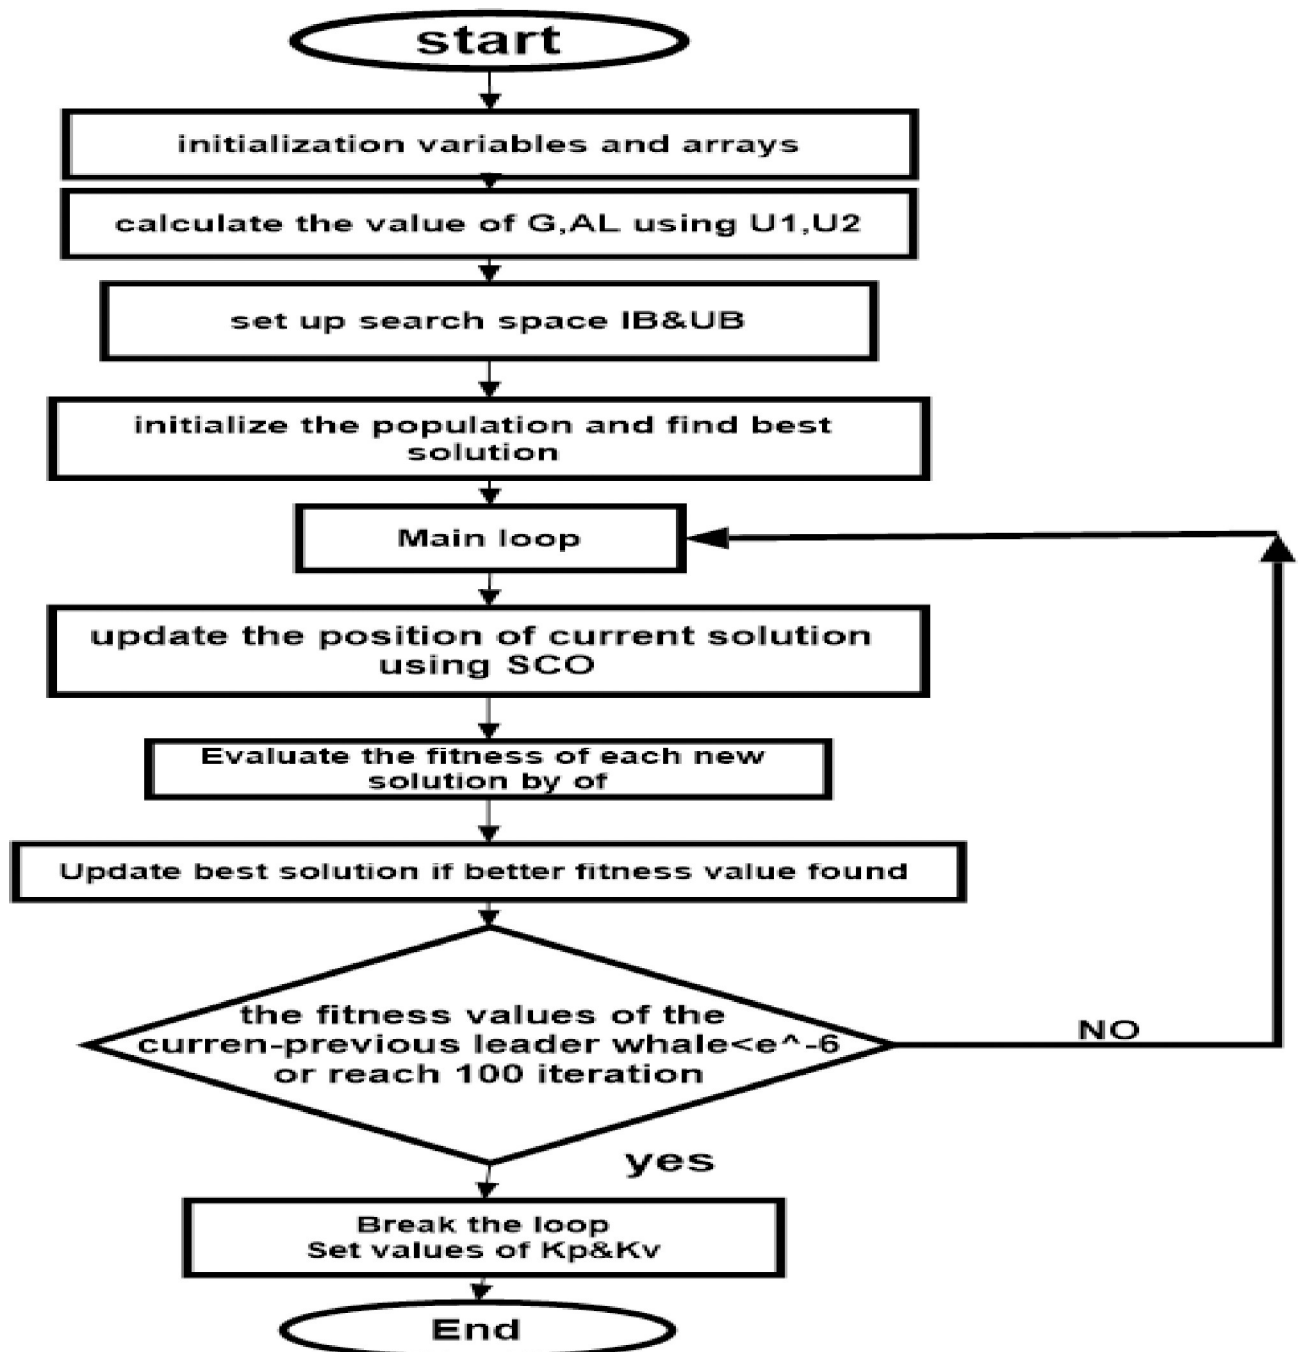 start
initialization variables and arrays
calculate the value of G,AL using U1,U2
set up search space IB&UB
initialize the population and find best
solution
Main loop
update the position of current solution
using SCO
Evaluate the fitness of each new
solution by of
Update best solution if better fitness value found
the fitness values of the
curren-previous leader whale<e^-6
or reach 100 iteration
NO
yes
Break the loop
Set values of Kp&Kv
End